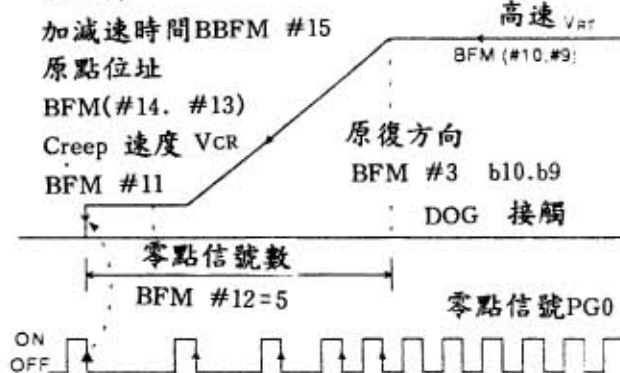 加減速時間BBFM #15
原點位址
BFM(#14. #13)
Creep 速度 VCR
BFM #11
高速 VRT
BFM (#10.#9)
原復方向
BFM #3 b10.b9
DOG 接觸
零點信號數
BFM #12=5
零點信號PG0
ON
OFF